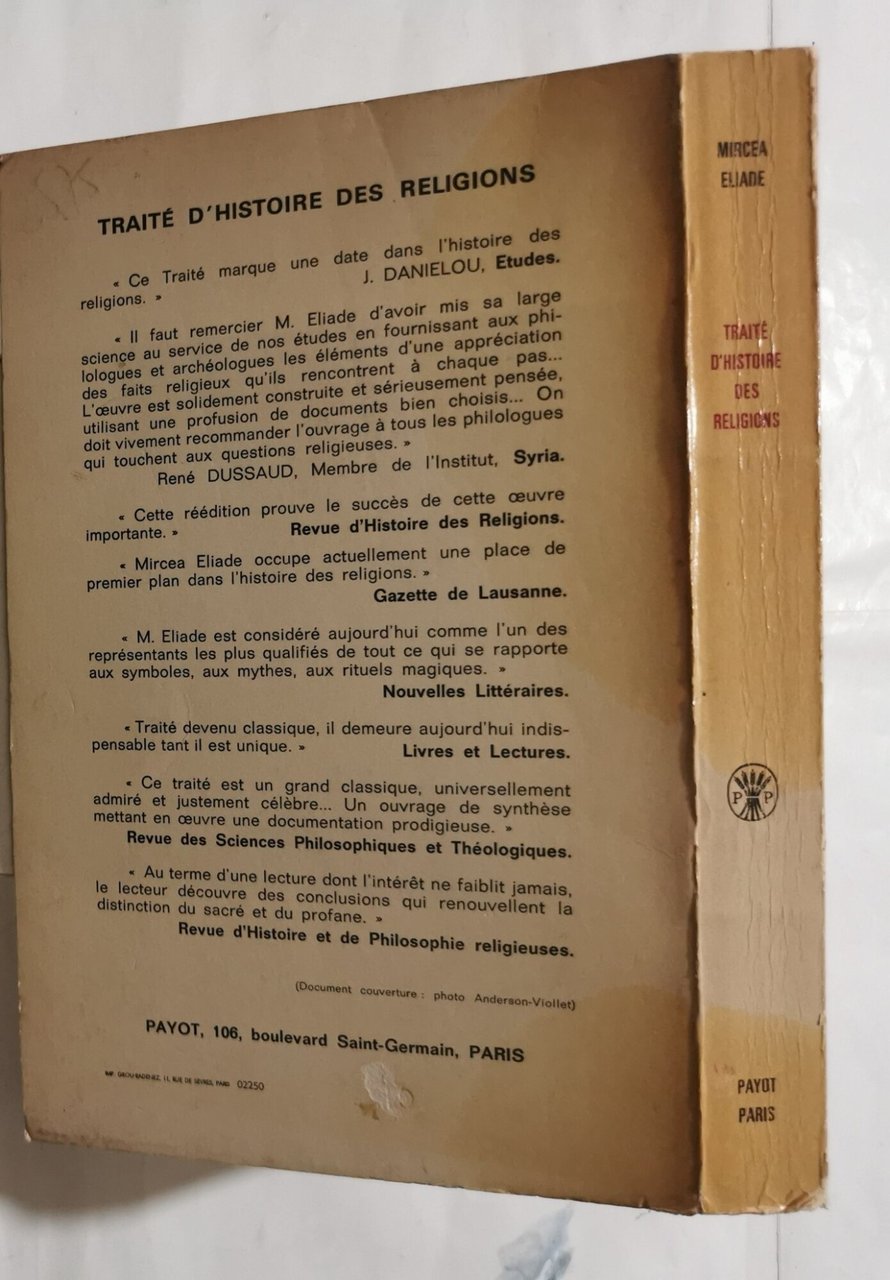 TRAITÉ D'HISTOIRE DES RELIGIONS
« Ce Traité marque une date dans l'histoire des
religions. » J. DANIELOU, Etudes.
« Il faut remercier M. Eliade d'avoir mis sa large
science au service de nos études en fournissant aux phi-
lologues et archéologues les éléments d'une appréciation
des faits religieux qu'ils rencontrent à chaque pas...
L'œuvre est solidement construite et sérieusement pensée,
utilisant une profusion de documents bien choisis... On
doit vivement recommander l'ouvrage à tous les philologues
qui touchent aux questions religieuses. »
René DUSSAUD, Membre de l'Institut, Syria.
« Cette réédition prouve le succès de cette œuvre
importante. » Revue d'Histoire des Religions.
« Mircea Eliade occupe actuellement une place de
premier plan dans l'histoire des religions. »
Gazette de Lausanne.
« M. Eliade est considéré aujourd'hui comme l'un des
représentants les plus qualifiés de tout ce qui se rapporte
aux symboles, aux mythes, aux rituels magiques. »
Nouvelles Littéraires.
« Traité devenu classique, il demeure aujourd'hui indis-
pensable tant il est unique. » Livres et Lectures.
« Ce traité est un grand classique, universellement
admiré et justement célèbre... Un ouvrage de synthèse
mettant en œuvre une documentation prodigieuse. »
Revue des Sciences Philosophiques et Théologiques.
« Au terme d'une lecture dont l'intérêt ne faiblit jamais,
le lecteur découvre des conclusions qui renouvellent la
distinction du sacré et du profane. »
Revue d'Histoire et de Philosophie religieuses.
(Document couverture : photo Anderson-Viollet)
PAYOT, 106, boulevard Saint-Germain, PARIS
IMP. GROU-RADENEZ, 11, RUE DE SÈVRES, PARIS 02250
MIRCEA
ELIADE
TRAITÉ
D'HISTOIRE
DES
RELIGIONS
P P
PAYOT
PARIS